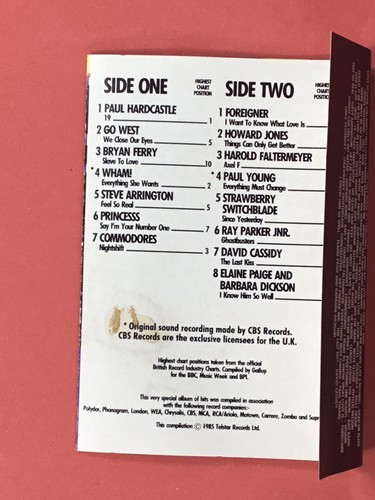 SIDE ONE
HIGHEST
CHART
POSITION
1 PAUL HARDCASTLE
19 1
2 GO WEST
We Close Our Eyes 5
3 BRYAN FERRY
Slave To Love 10
*4 WHAM!
Everything She Wants 2
5 STEVE ARRINGTON
Feel So Real 5
6 PRINCESSS
Say I'm Your Number One 7
7 COMMODORES
Nightshift 3
SIDE TWO
HIGHEST
CHART
POSITION
1 FOREIGNER
I Want To Know What Love Is
2 HOWARD JONES
Things Can Only Get Better
3 HAROLD FALTERMEYER
Axel F
*4 PAUL YOUNG
Everything Must Change
5 STRAWBERRY
SWITCHBLADE
Since Yesterday
6 RAY PARKER JNR.
Ghostbusters
7 DAVID CASSIDY
The Last Kiss
8 ELAINE PAIGE AND
BARBARA DICKSON
I Know Him So Well
* Original sound recording made by CBS Records.
CBS Records are the exclusive licensees for the U.K.
Highest chart positions taken from the official
British Record Industry Charts. Compiled by Gallup
for the BBC, Music Week and BPI.
This very special album of hits was compiled in association
with the following record companies:-
Polydor, Phonogram, London, WEA, Chrysalis, CBS, MCA, RCA/Ariola, Motown, Carrere, Zomba and Supr
This compilation Ⓟ 1985 Telstar Records Ltd.